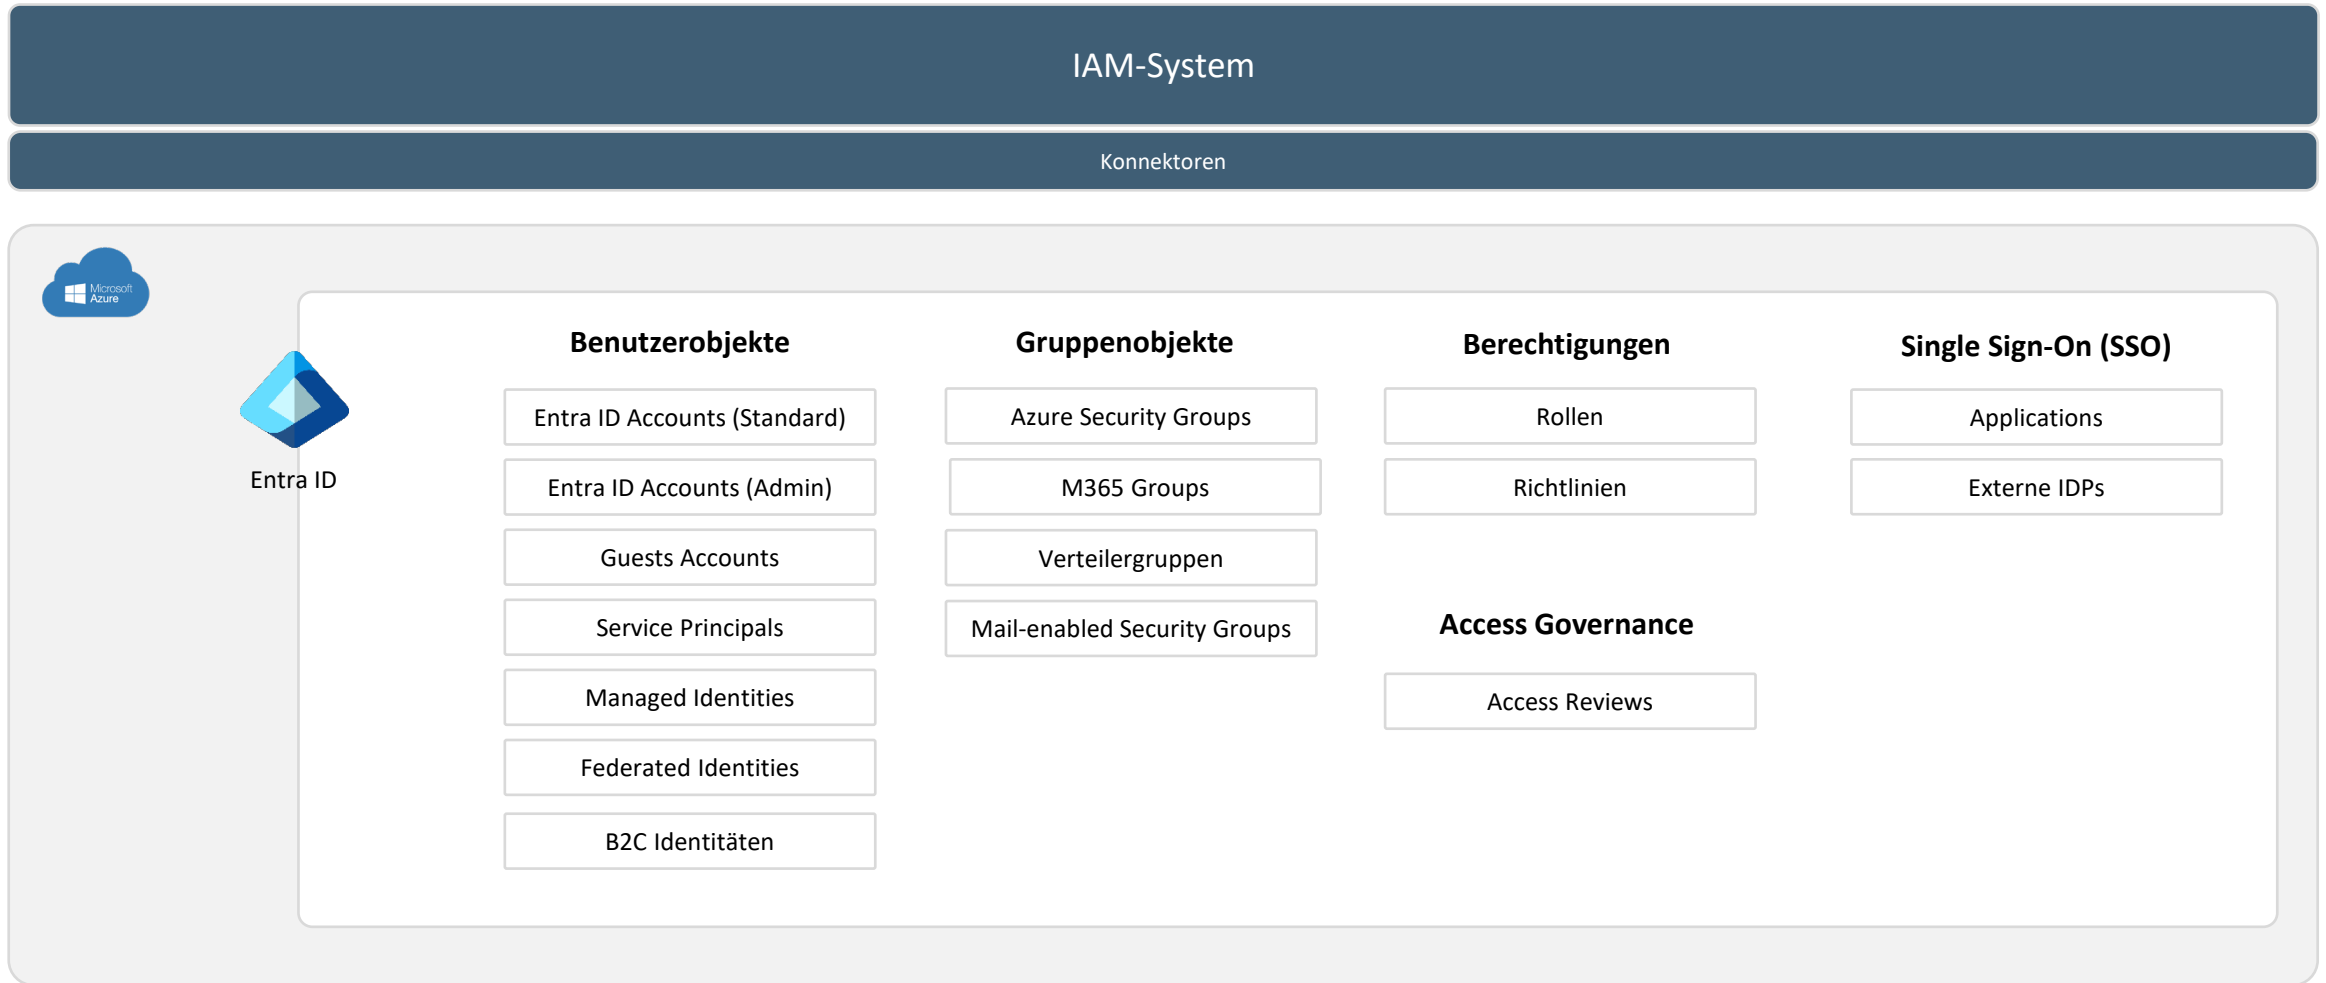 IAM-System
Konnektoren
Microsoft
Azure
Entra ID
Benutzerobjekte
Entra ID Accounts (Standard)
Entra ID Accounts (Admin)
Guests Accounts
Service Principals
Managed Identities
Federated Identities
B2C Identitäten
Gruppenobjekte
Azure Security Groups
M365 Groups
Verteilergruppen
Mail-enabled Security Groups
Berechtigungen
Rollen
Richtlinien
Access Governance
Access Reviews
Single Sign-On (SSO)
Applications
Externe IDPs